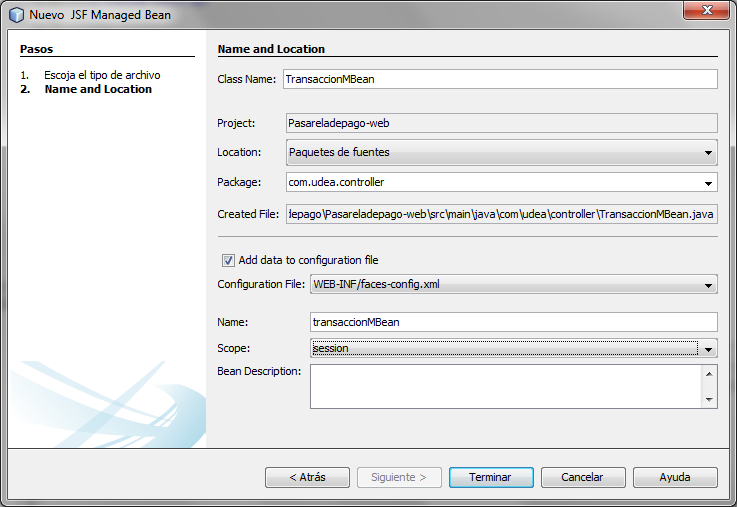 Nuevo JSF Managed Bean
Pasos
1. Escoja el tipo de archivo
2. Name and Location
Name and Location
Class Name: TransaccionMBean
Project: Pasareladepago-web
Location: Paquetes de fuentes
Package: com.udea.controller
Created File: depago\Pasareladepago-web\src\main\java\com\udea\controller\TransaccionMBean.java
Add data to configuration file
Configuration File: WEB-INF/faces-config.xml
Name: transaccionMBean
Scope: session
Bean Description:
< Atrás Siguiente > Terminar Cancelar Ayuda